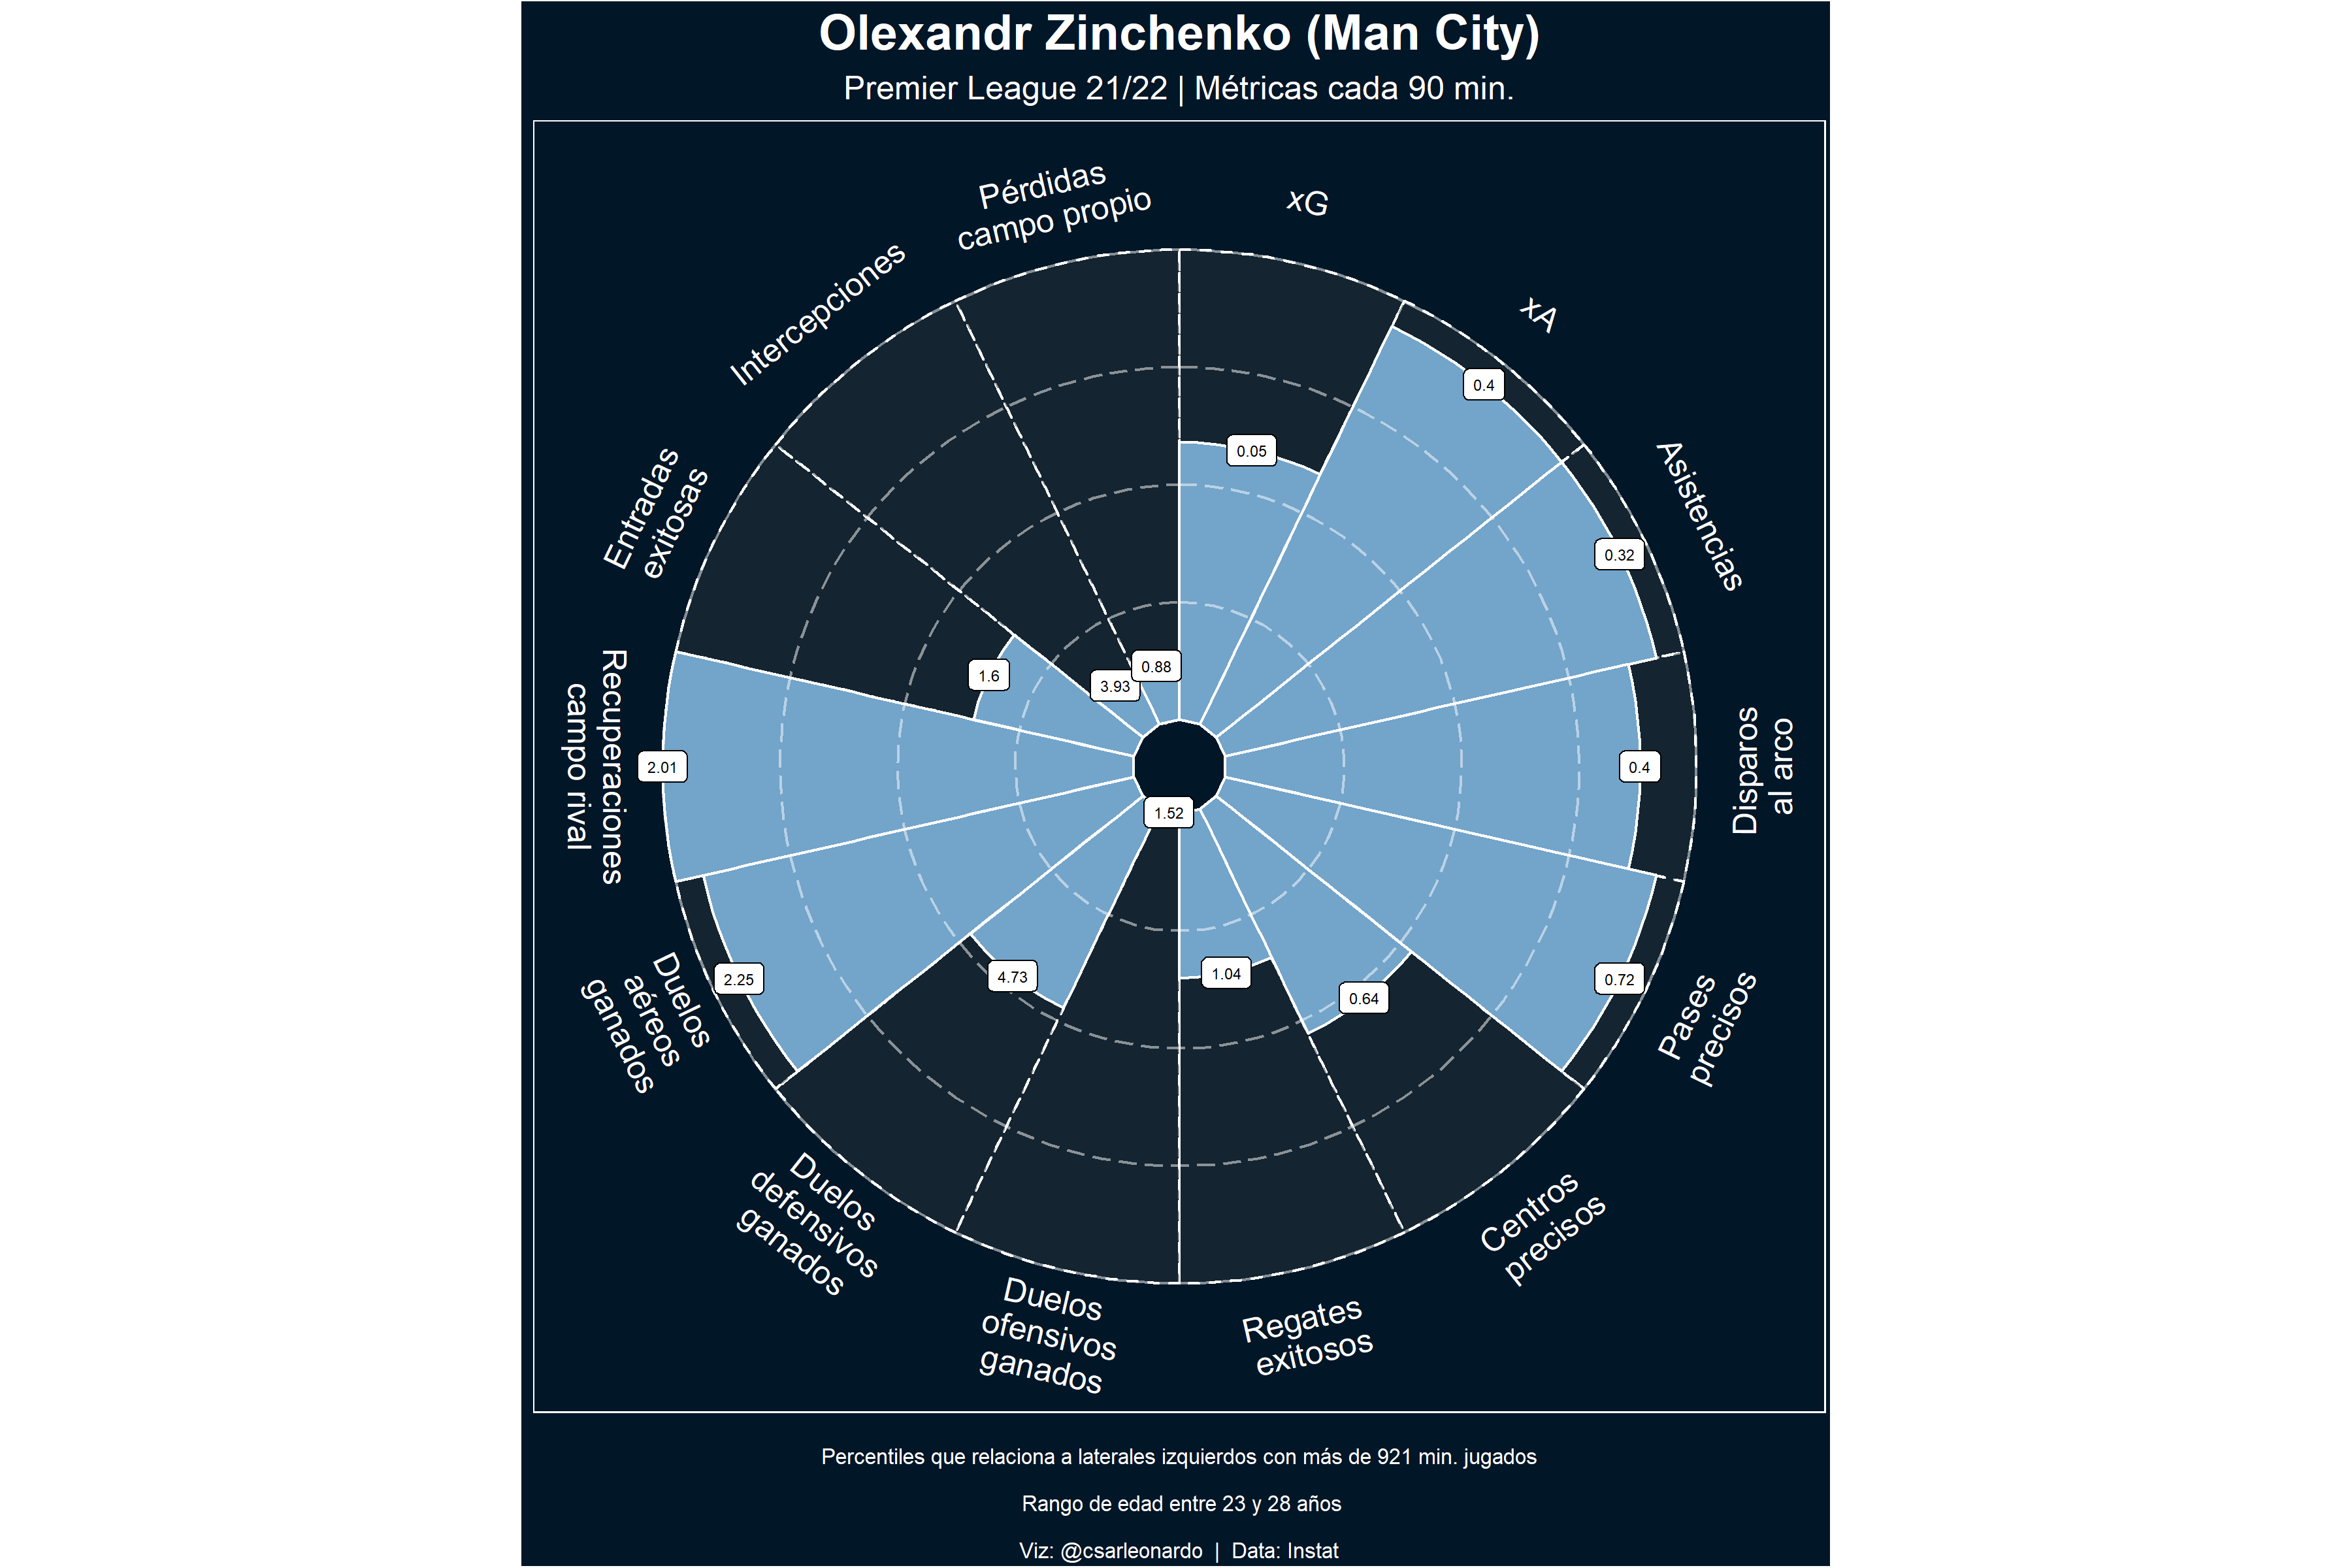 Olexandr Zinchenko (Man City)
Premier League 21/22 | Métricas cada 90 min.
Pérdidas
campo propio
xG
xA
Asistencias
Disparos
al arco
Pases
precisos
Centros
precisos
Regates
exitosos
Duelos
ofensivos
ganados
Duelos
defensivos
ganados
Duelos
aéreos
ganados
Recuperaciones
campo rival
Entradas
exitosas
Intercepciones
0.05
0.4
0.32
0.4
0.72
0.64
1.04
1.52
4.73
2.25
2.01
1.6
3.93
0.88
Percentiles que relaciona a laterales izquierdos con más de 921 min. jugados
Rango de edad entre 23 y 28 años
Viz: @csarleonardo | Data: Instat